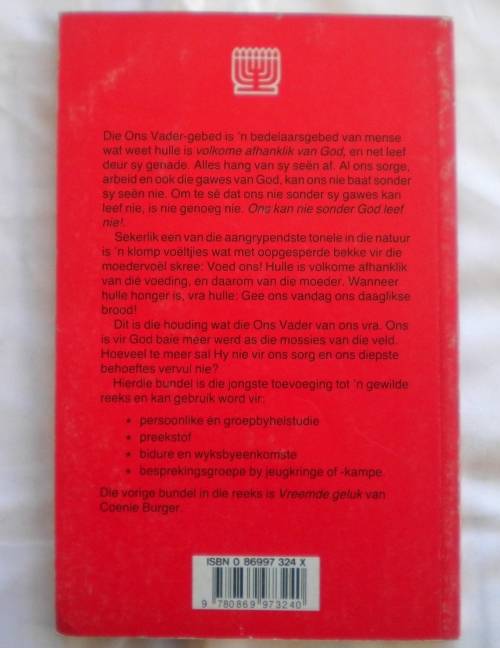 Die Ons Vader-gebed is 'n bedelaarsgebed van mense
wat weet hulle is volkome afhanklik van God, en net leef
deur sy genade. Alles hang van sy seën af. Al ons sorge,
arbeid en ook die gawes van God, kan ons nie baat sonder
sy seën nie. Om te sê dat ons nie sonder sy gawes kan
leef nie, is nie genoeg nie. Ons kan nie sonder God leef
nie!.
Sekerlik een van die aangrypendste tonele in die natuur
is 'n klomp voëltjies wat met oopgesperde bekke vir die
moedervoël skree: Voed ons! Hulle is volkome afhanklik
van dié voeding, en daarom van die moeder. Wanneer
hulle honger is, vra hulle: Gee ons vandag ons daaglikse
brood!
Dit is die houding wat die Ons Vader van ons vra. Ons
is vir God baie meer werd as die mossies van die veld.
Hoeveel te meer sal Hy nie vir ons sorg en ons diepste
behoeftes vervul nie?
Hierdie bundel is die jongste toevoeging tot 'n gewilde
reeks en kan gebruik word vir:
• persoonlike en groepbybelstudie
• preekstof
• bidure en wyksbyeenkomste
• besprekingsgroepe by jeugkringe of -kampe.
Die vorige bundel in die reeks is Vreemde geluk van
Coenie Burger.
ISBN 0 86997 324 X
9 780869 973240